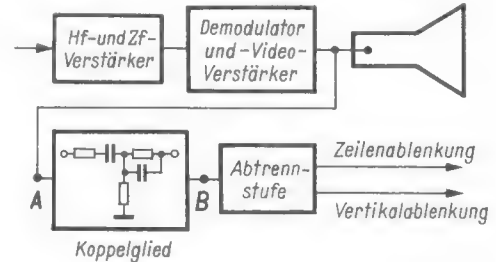 Hf-und Zf-
Verstärker
Demodulator
und -Video-
Verstärker
A
B
Abtrenn-
stufe
Zeilenablenkung
Vertikalablenkung
Koppelglied